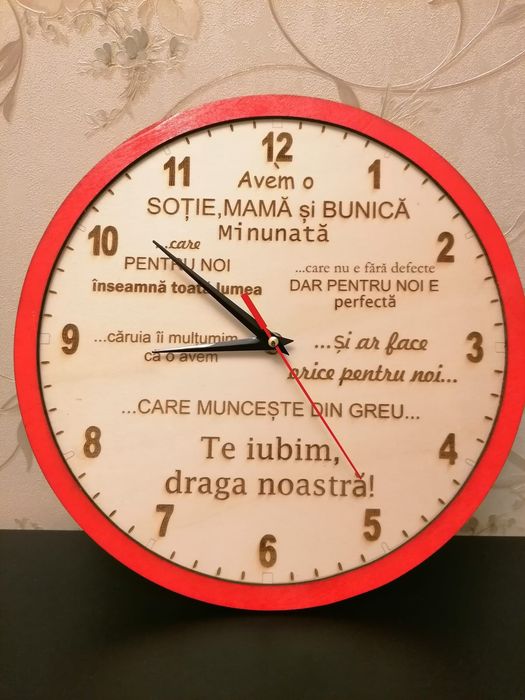 12
11
1
10
2
9
3
8
4
7
5
6
Avem o
SOȚIE,MAMĂ și BUNICĂ
Minunată
...care
PENTRU NOI
înseamnă toată lumea
...care nu e fără defecte
DAR PENTRU NOI E
perfectă
...căruia îi mulțumim
că o avem
...Și ar face
orice pentru noi...
...CARE MUNCEȘTE DIN GREU...
Te iubim,
draga noastră!